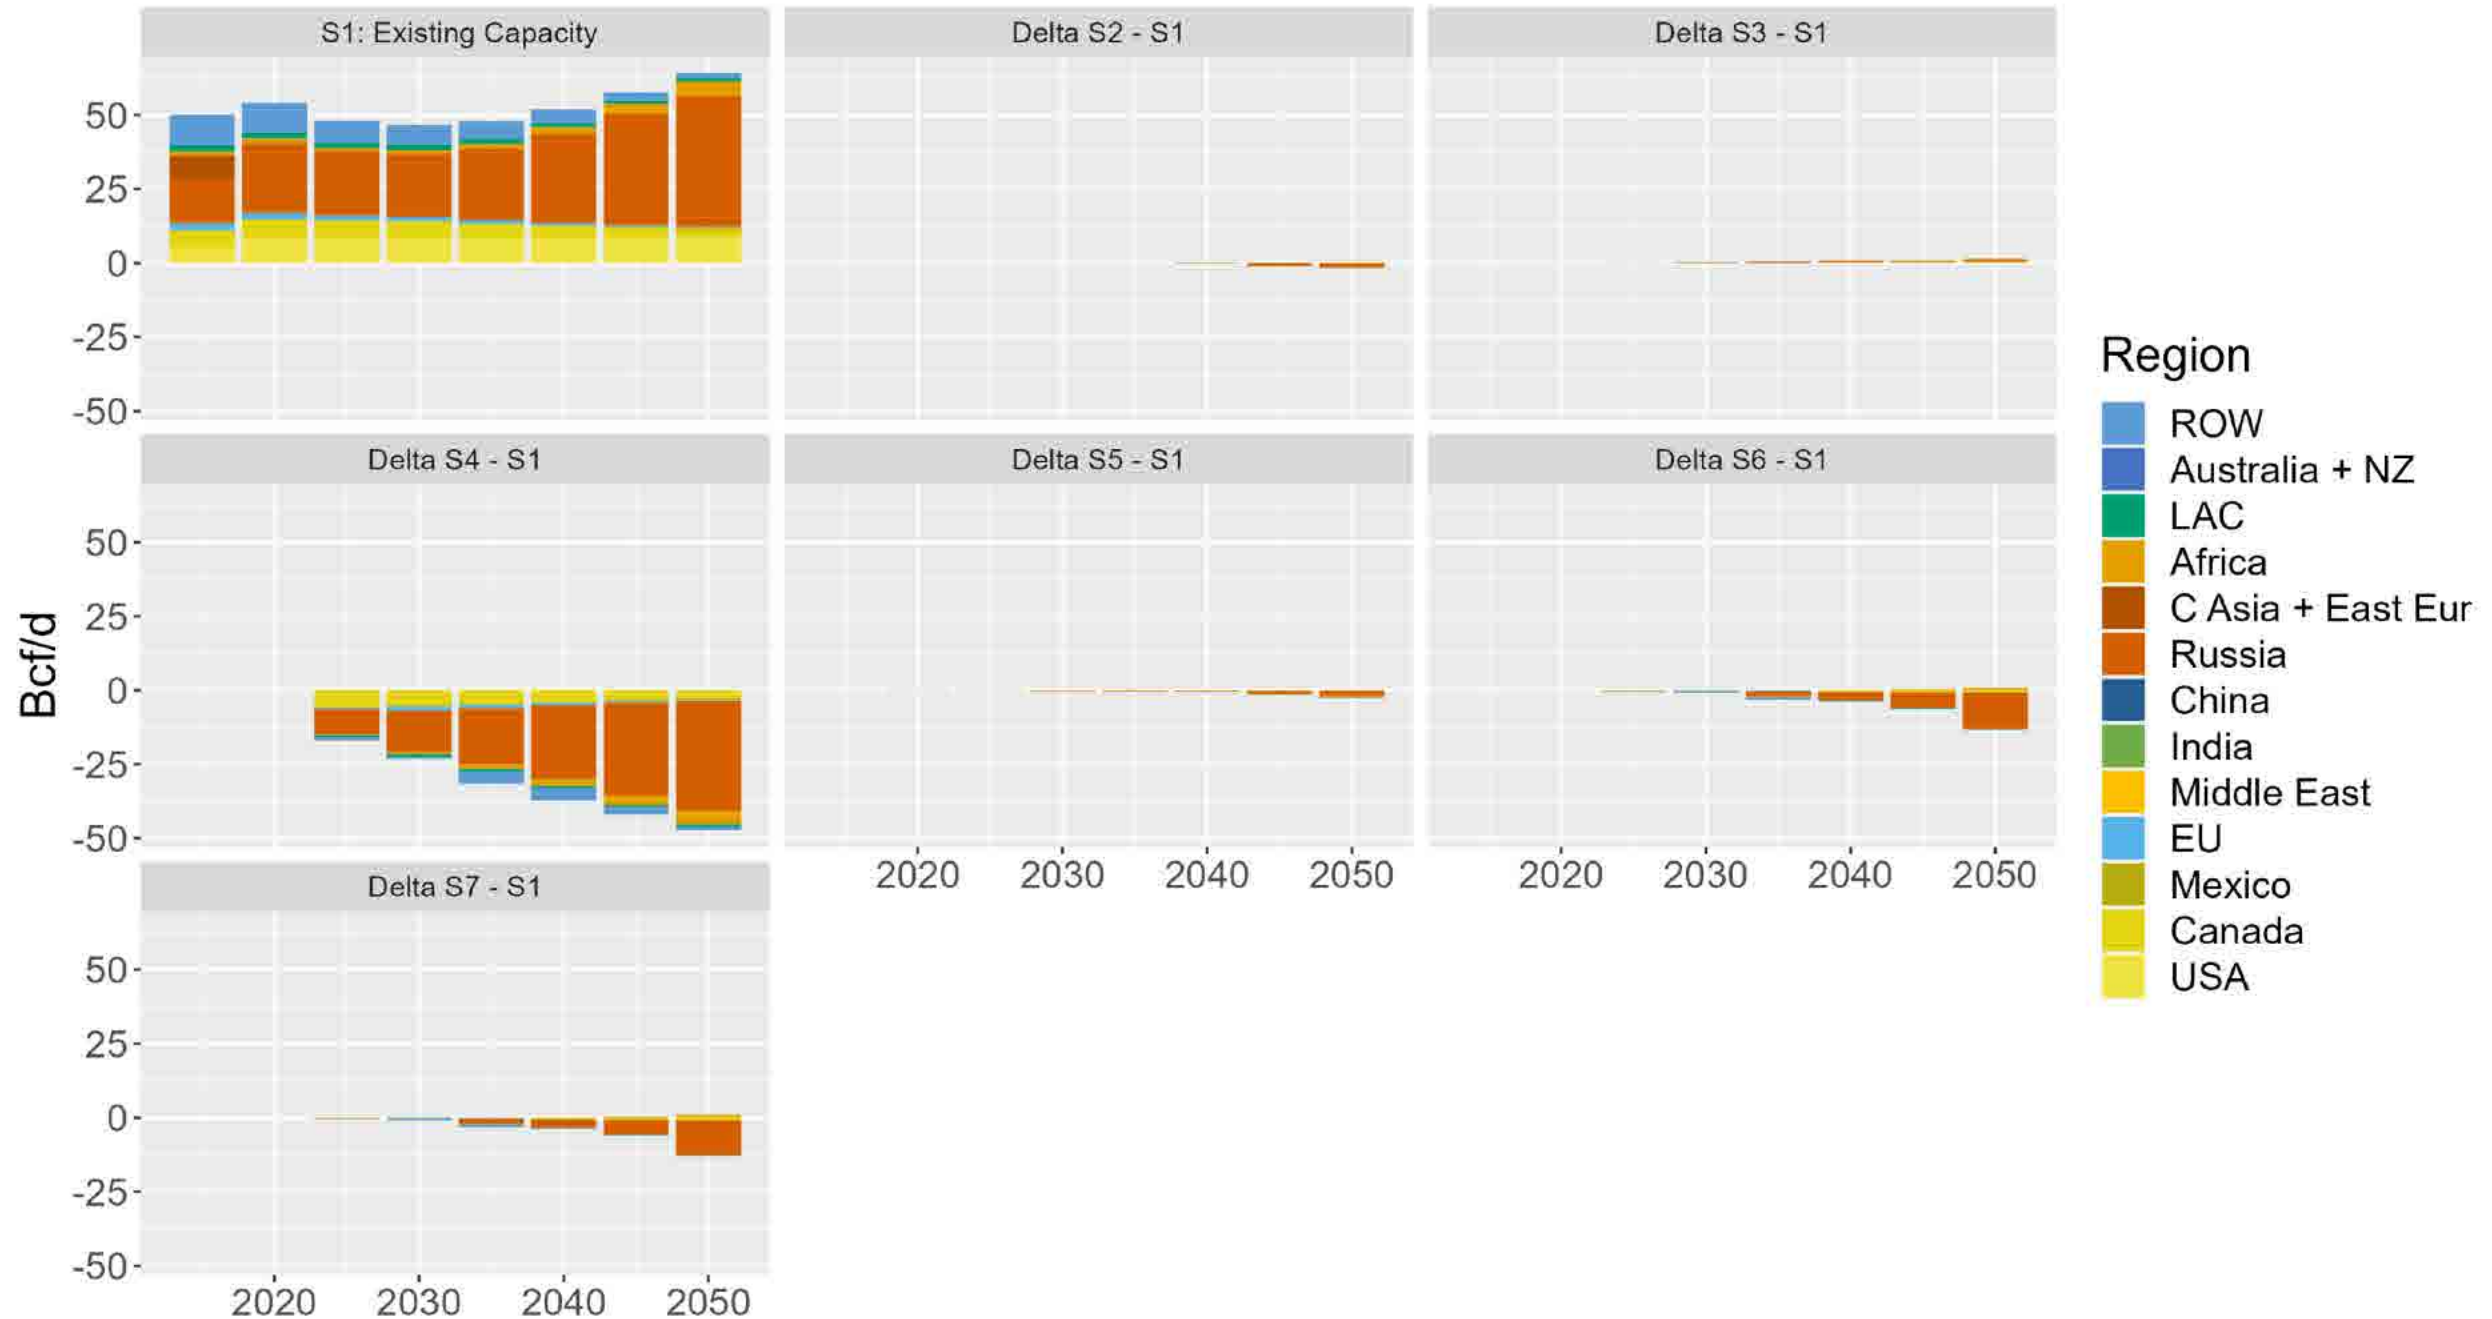 S1: Existing Capacity
Delta S2 - S1
Delta S3 - S1
50
25
0
-25
-50
Delta S4 - S1
Delta S5 - S1
Delta S6 - S1
50
25
0
-25
-50
2020 2030 2040 2050
2020 2030 2040 2050
Delta S7 - S1
50
25
0
-25
-50
2020 2030 2040 2050
Bcf/d
Region
ROW
Australia + NZ
LAC
Africa
C Asia + East Eur
Russia
China
India
Middle East
EU
Mexico
Canada
USA